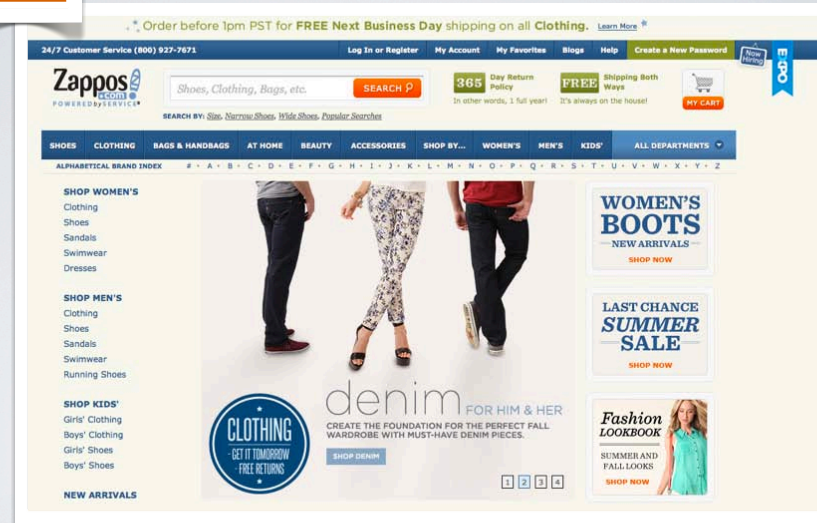 Order before 1pm PST for FREE Next Business Day shipping on all Clothing. Learn More
24/7 Customer Service (800) 927-7671
Log In or Register My Account My Favorites Blogs Help Create a New Password
Now Hiring
EXPO
Zappos.com
POWERED by SERVICE
Shoes, Clothing, Bags, etc.
SEARCH
365 Day Return Policy
In other words, 1 full year!
FREE Shipping Both Ways
It's always on the house!
MY CART
SEARCH BY: Size, Narrow Shoes, Wide Shoes, Popular Searches
SHOES CLOTHING BAGS & HANDBAGS AT HOME BEAUTY ACCESSORIES SHOP BY... WOMEN'S MEN'S KIDS' ALL DEPARTMENTS
ALPHABETICAL BRAND INDEX # • A • B • C • D • E • F • G • H • I • J • K • L • M • N • O • P • Q • R • S • T • U • V • W • X • Y • Z
SHOP WOMEN'S
Clothing
Shoes
Sandals
Swimwear
Dresses
SHOP MEN'S
Clothing
Shoes
Sandals
Swimwear
Running Shoes
SHOP KIDS'
Girls' Clothing
Boys' Clothing
Girls' Shoes
Boys' Shoes
NEW ARRIVALS
CLOTHING
- GET IT TOMORROW
- FREE RETURNS
denim FOR HIM & HER
CREATE THE FOUNDATION FOR THE PERFECT FALL
WARDROBE WITH MUST-HAVE DENIM PIECES.
SHOP DENIM
1 2 3 4
WOMEN'S
BOOTS
NEW ARRIVALS
SHOP NOW
LAST CHANCE
SUMMER
SALE
SHOP NOW
Fashion
LOOKBOOK
SUMMER AND
FALL LOOKS
SHOP NOW